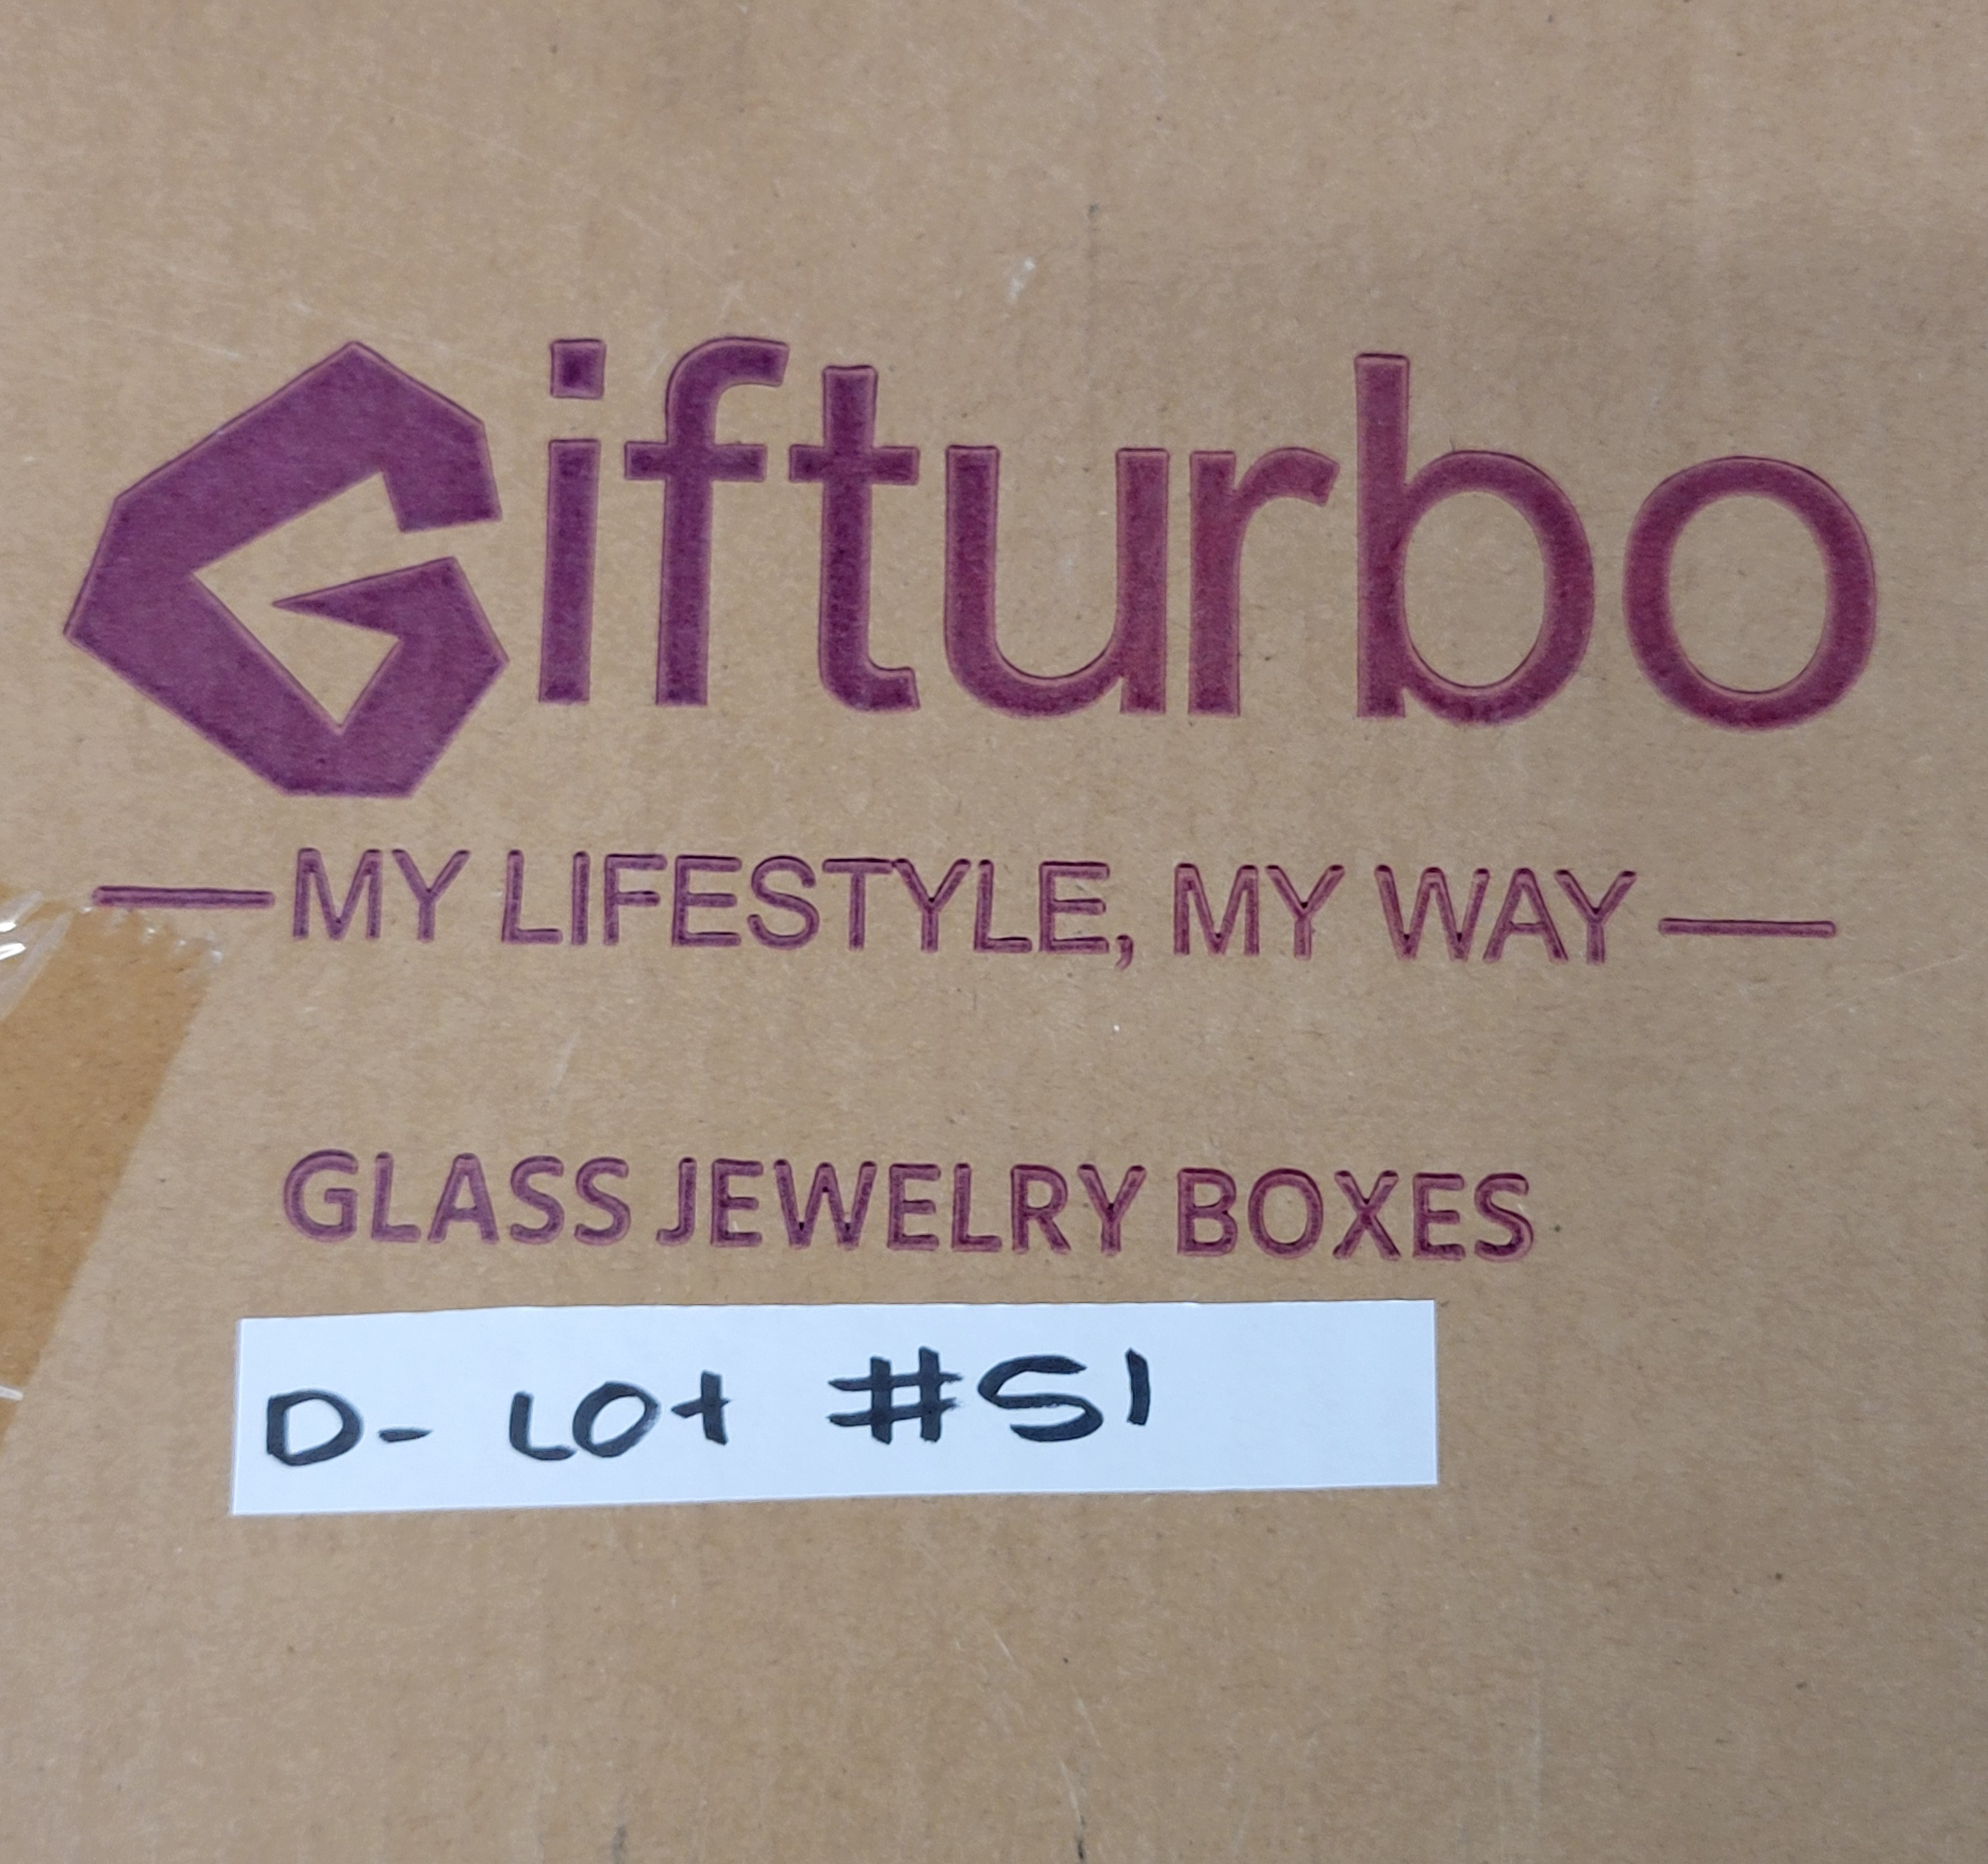 Gifturbo
—MY LIFESTYLE, MY WAY—
GLASS JEWELRY BOXES
D- LOt #51